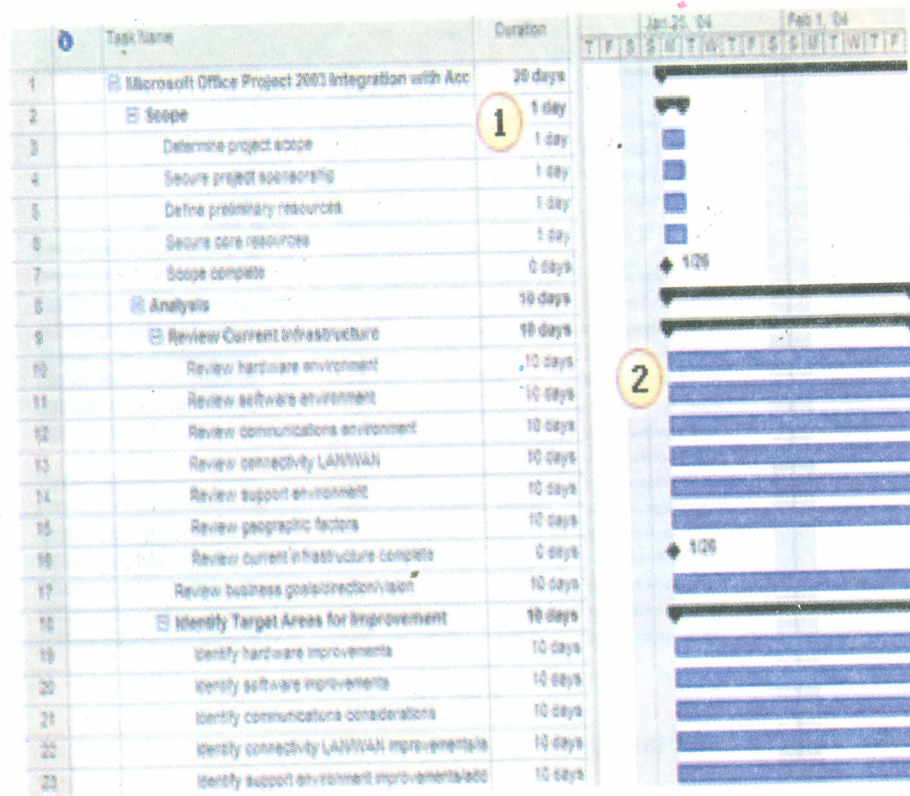 Task Name Duration Jan 25, '04 Feb 1, '04
T F S S M T W T F S S M T W T F
1 Microsoft Office Project 2003 Integration with Acc 20 days
2 Scope 1 day
1
3 Determine project scope 1 day
4 Secure project sponsorship 1 day
5 Define preliminary resources 1 day
6 Secure core resources 1 day
7 Scope complete 0 days 1/26
8 Analysis 10 days
9 Review Current Infrastructure 10 days
10 Review hardware environment 10 days
2
11 Review software environment 10 days
12 Review communications environment 10 days
13 Review connectivity LAN/WAN 10 days
14 Review support environment 10 days
15 Review geographic factors 10 days
16 Review current infrastructure complete 0 days 1/26
17 Review business goals/direction/vision 10 days
18 Identify Target Areas for Improvement 10 days
19 Identify hardware improvements 10 days
20 Identify software improvements 10 days
21 Identify communications considerations 10 days
22 Identify connectivity LAN/WAN improvements/a 10 days
23 Identify support environment improvements/add 10 days